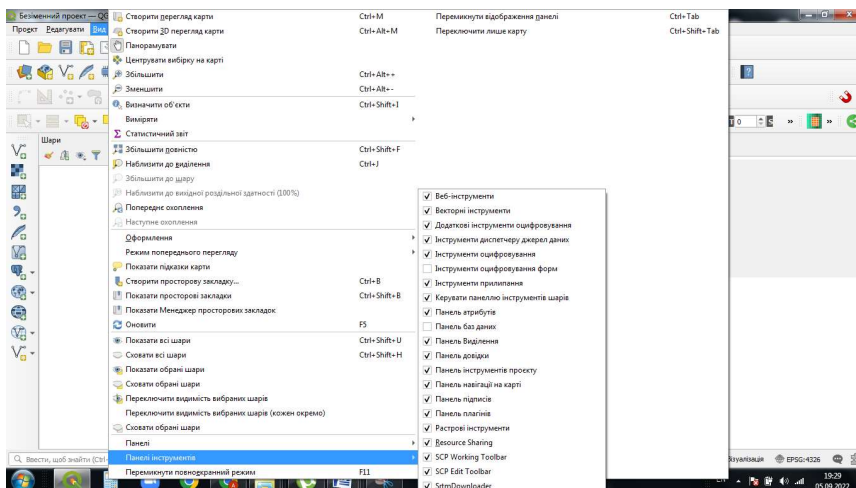 Безіменний проект — QG
Проєкт Редагувати Вид
Створити перегляд карти Ctrl+M
Створити 3D перегляд карти Ctrl+Alt+M
Панорамувати
Центрувати вибірку на карті
Збільшити Ctrl+Alt++
Зменшити Ctrl+Alt+-
Визначити об'єкти Ctrl+Shift+I
Виміряти
Статистичний звіт
Збільшити повністю Ctrl+Shift+F
Наблизити до виділення Ctrl+J
Збільшити до шару
Наблизити до вихідної роздільної здатності (100%)
Попереднє охоплення
Наступне охоплення
Оформлення
Режим попереднього перегляду
Показати підказки карти
Створити просторову закладку... Ctrl+B
Показати просторові закладки Ctrl+Shift+B
Показати Менеджер просторових закладок
Оновити F5
Показати всі шари Ctrl+Shift+U
Сховати всі шари Ctrl+Shift+H
Показати обрані шари
Сховати обрані шари
Переключити видимість вибраних шарів
Переключити видимість вибраних шарів (кожен окремо)
Сховати обрані шари
Панелі
Панелі інструментів
Перемикнути повноекранний режим F11
Перемикнути відображення панелі Ctrl+Tab
Переключити лише карту Ctrl+Shift+Tab
Веб-інструменти
Векторні інструменти
Додаткові інструменти оцифровування
Інструменти диспетчеру джерел даних
Інструменти оцифровування
Інструменти оцифровування форм
Інструменти прилипання
Керувати панеллю інструментів шарів
Панель атрибутів
Панель баз даних
Панель Виділення
Панель довідки
Панель інструментів проєкту
Панель навігації на карті
Панель підписів
Панель плагінів
Растрові інструменти
Resource Sharing
SCP Working Toolbar
SCP Edit Toolbar
SrtmDownloader
Шари
0
Введіть, щоб знайти (Ctrl+
Візуалізація EPSG:4326
EN
19:29
05.09.2022